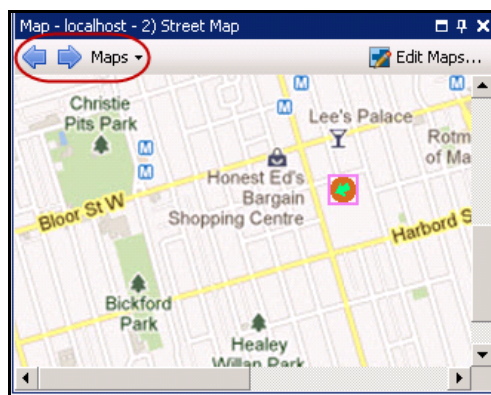 Map - localhost - 2) Street Map
Maps
Edit Maps...
Christie
Pits Park
M
M
M
M
M
Lee's Palace
Rotm
of Ma
Honest Ed's
Bargain
Shopping Centre
Bloor St W
Harbord S
Bickford
Park
Healey
Willan Park